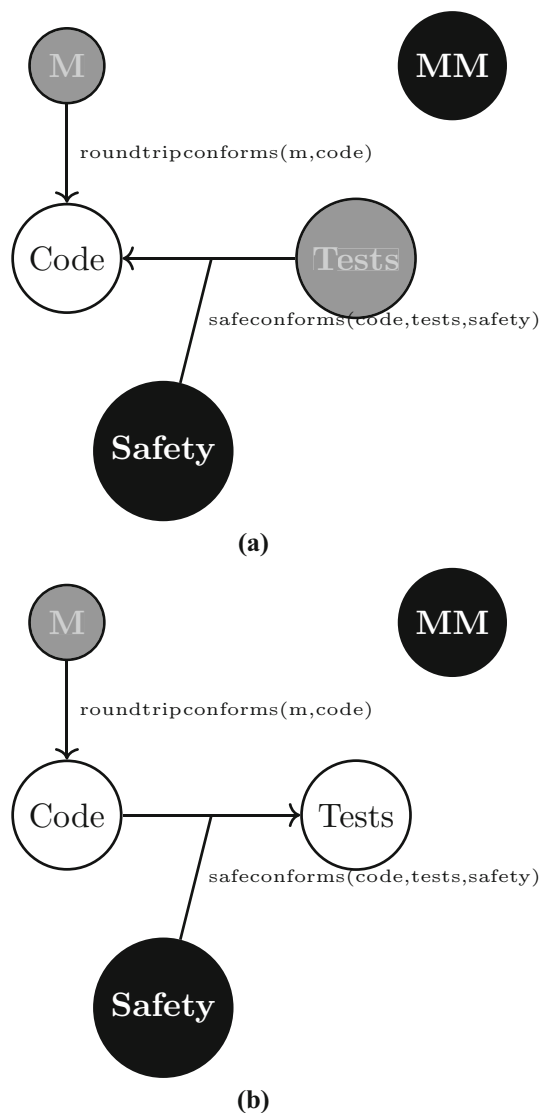 M
MM
roundtripconforms(m,code)
Code
Tests
safeconforms(code,tests,safety)
Safety
(a)
M
MM
roundtripconforms(m,code)
Code
Tests
safeconforms(code,tests,safety)
Safety
(b)